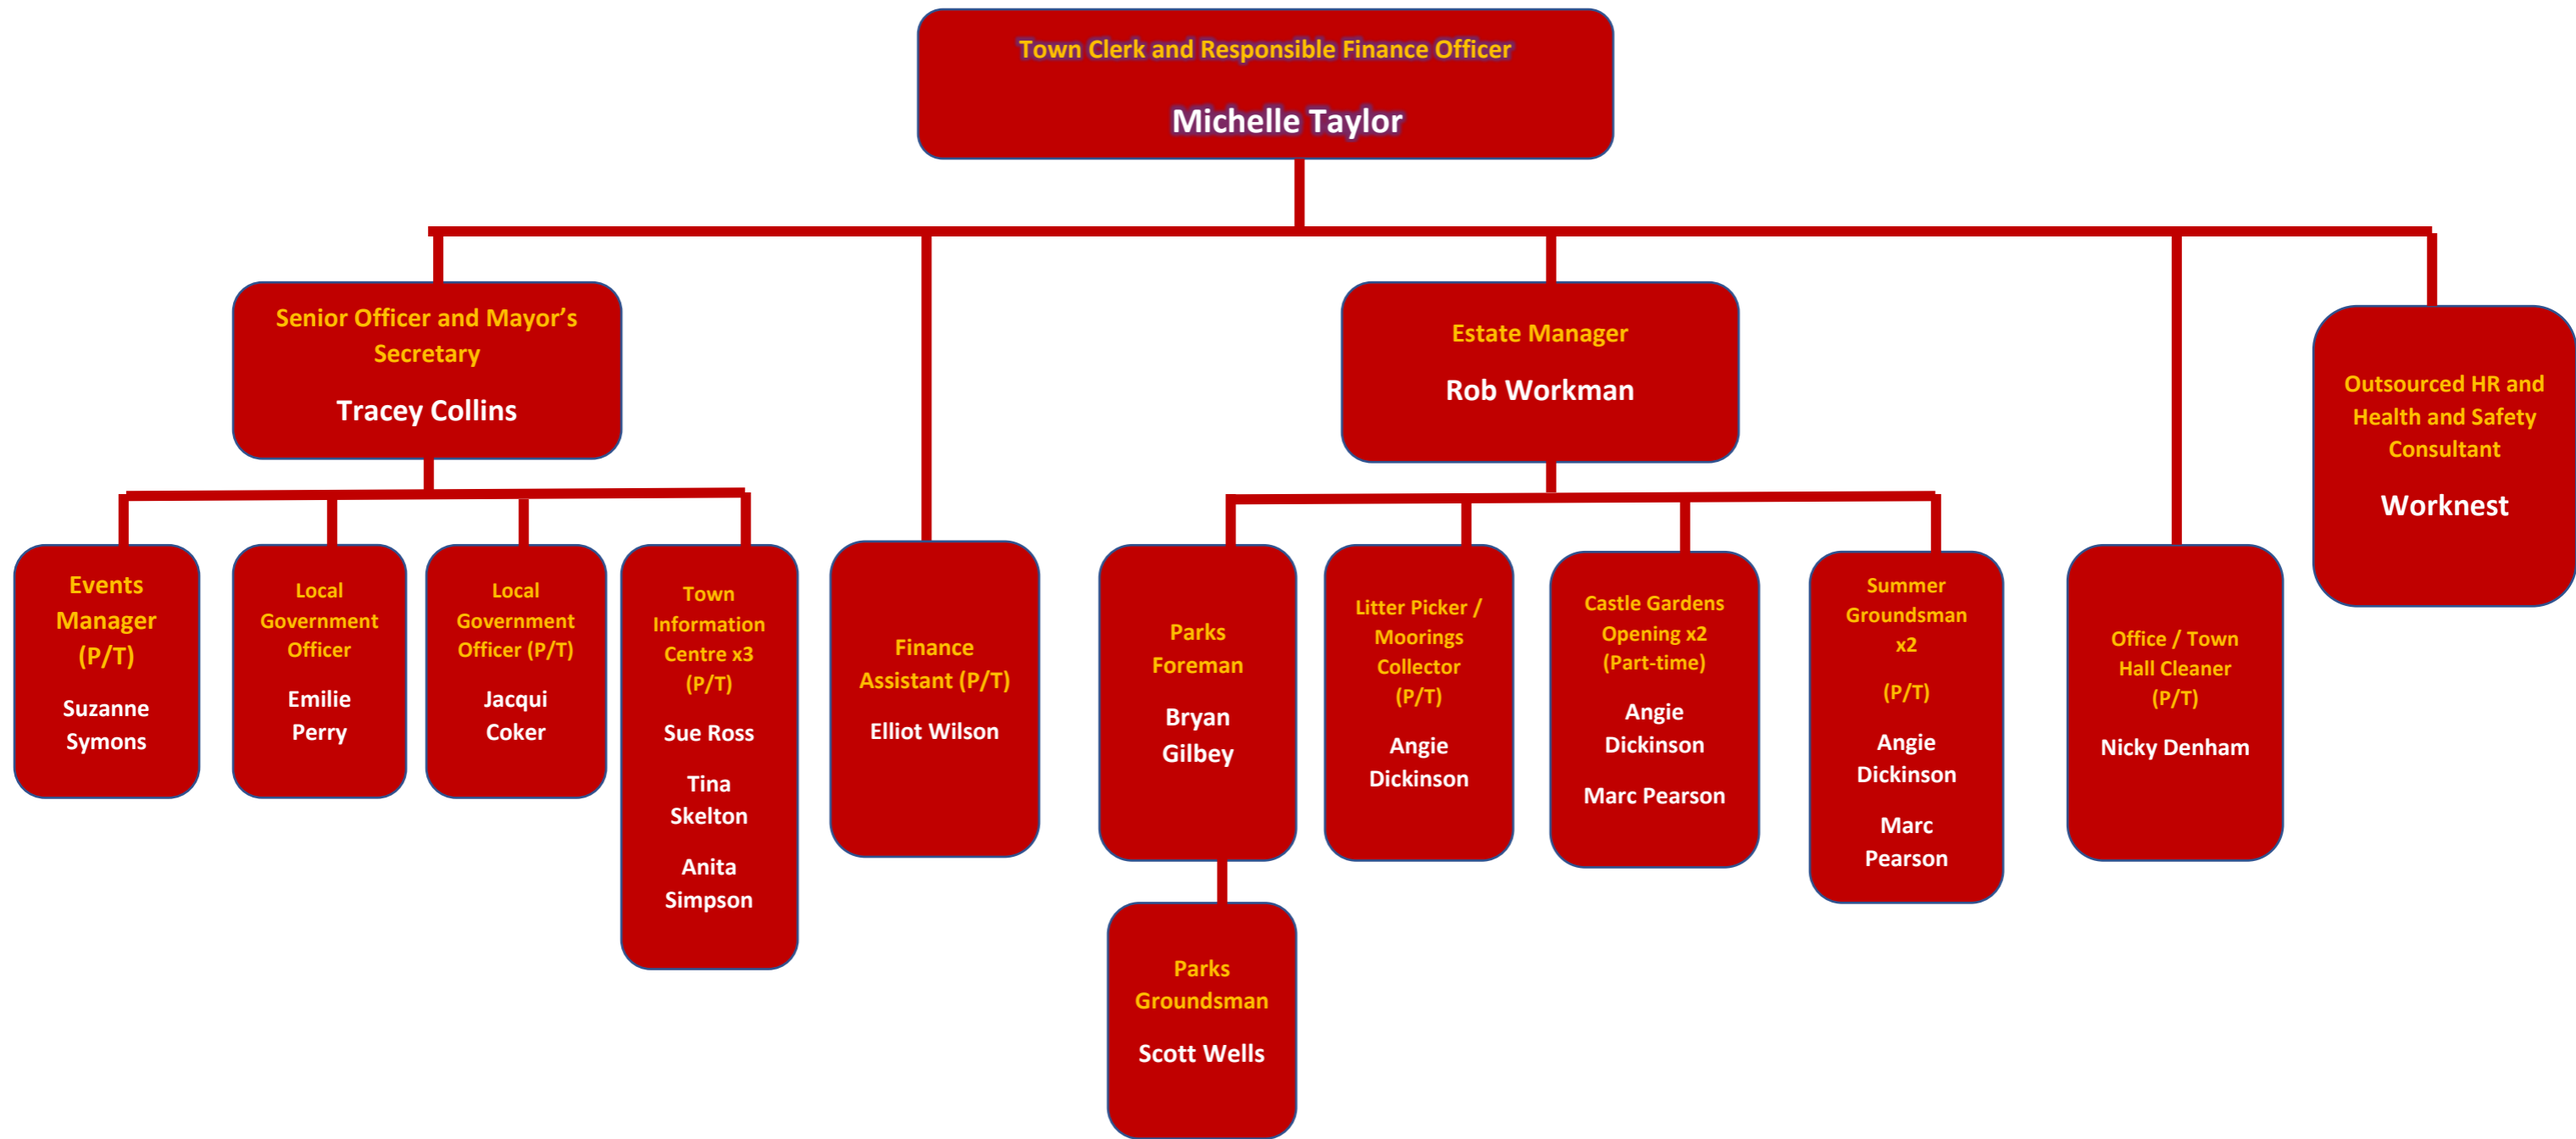 Town Clerk and Responsible Finance Officer
Michelle Taylor
Senior Officer and Mayor’s
Secretary
Tracey Collins
Estate Manager
Rob Workman
Outsourced HR and
Health and Safety
Consultant
Worknest
Events
Manager
(P/T)
Suzanne
Symons
Local
Government
Officer
Emilie
Perry
Local
Government
Officer (P/T)
Jacqui
Coker
Town
Information
Centre x3
(P/T)
Sue Ross
Tina
Skelton
Anita
Simpson
Finance
Assistant (P/T)
Elliot Wilson
Parks
Foreman
Bryan
Gilbey
Litter Picker /
Moorings
Collector
(P/T)
Angie
Dickinson
Castle Gardens
Opening x2
(Part-time)
Angie
Dickinson
Marc Pearson
Summer
Groundsman
x2
(P/T)
Angie
Dickinson
Marc
Pearson
Office / Town
Hall Cleaner
(P/T)
Nicky Denham
Parks
Groundsman
Scott Wells